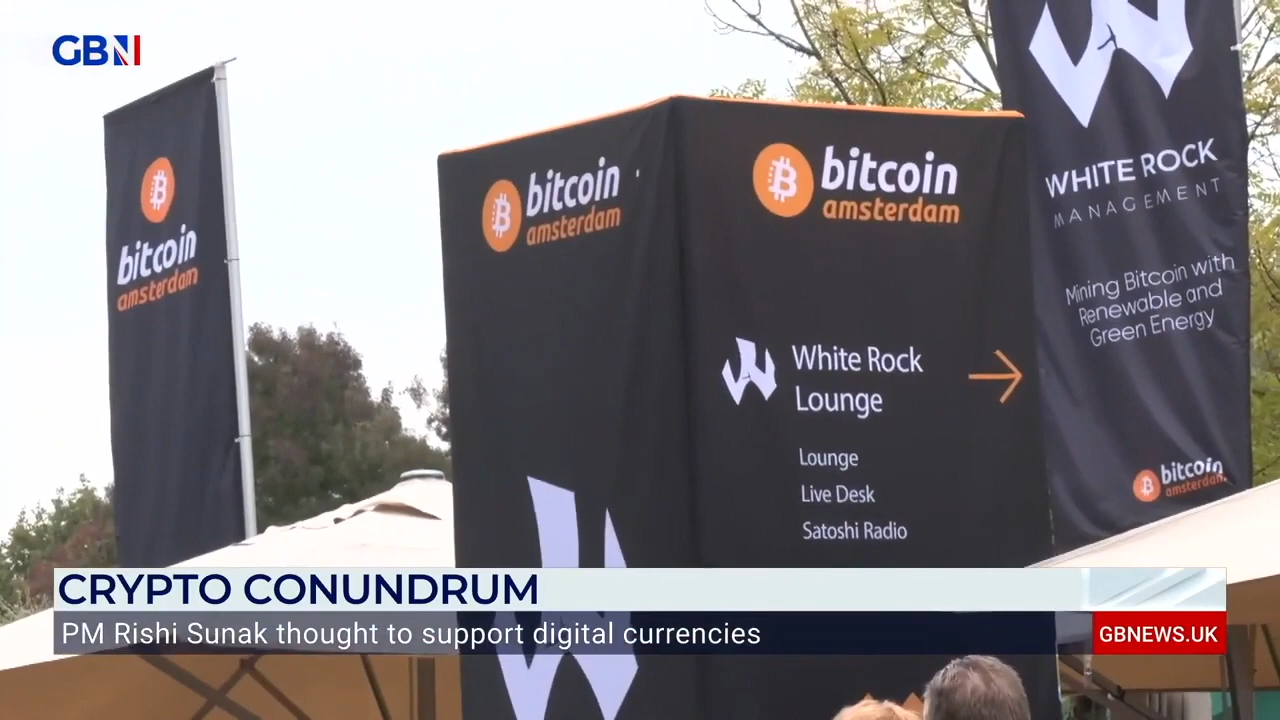 GBN
bitcoin
amsterdam
bitcoin
amsterdam
bitcoin
amsterdam
White Rock
Lounge
Lounge
Live Desk
Satoshi Radio
WHITE ROCK
MANAGEMENT
Mining Bitcoin with
Renewable and
Green Energy
bitcoin
amsterdam
CRYPTO CONUNDRUM
PM Rishi Sunak thought to support digital currencies
GBNEWS.UK